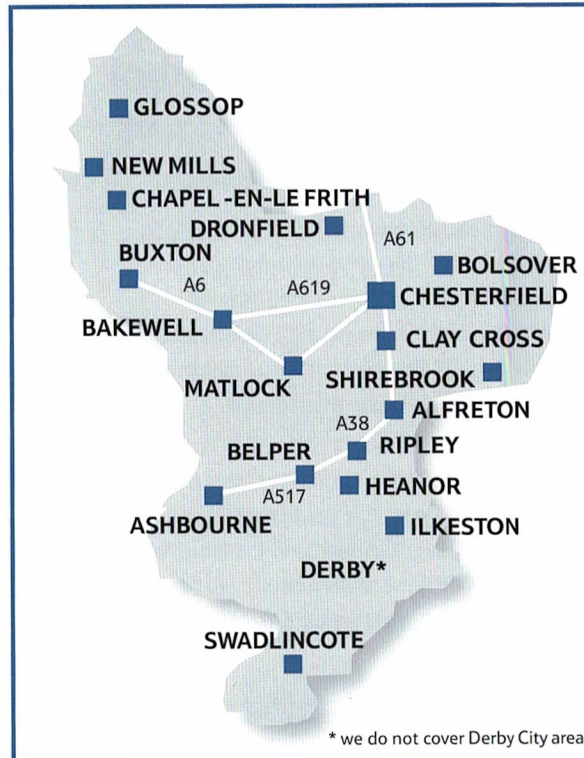 GLOSSOP
NEW MILLS
CHAPEL -EN-LE FRITH
DRONFIELD
A61
BUXTON
BOLSOVER
A6
A619
CHESTERFIELD
BAKEWELL
CLAY CROSS
MATLOCK
SHIREBROOK
ALFRETON
A38
RIPLEY
BELPER
HEANOR
A517
ASHBOURNE
ILKESTON
DERBY*
SWADLINCOTE
* we do not cover Derby City area